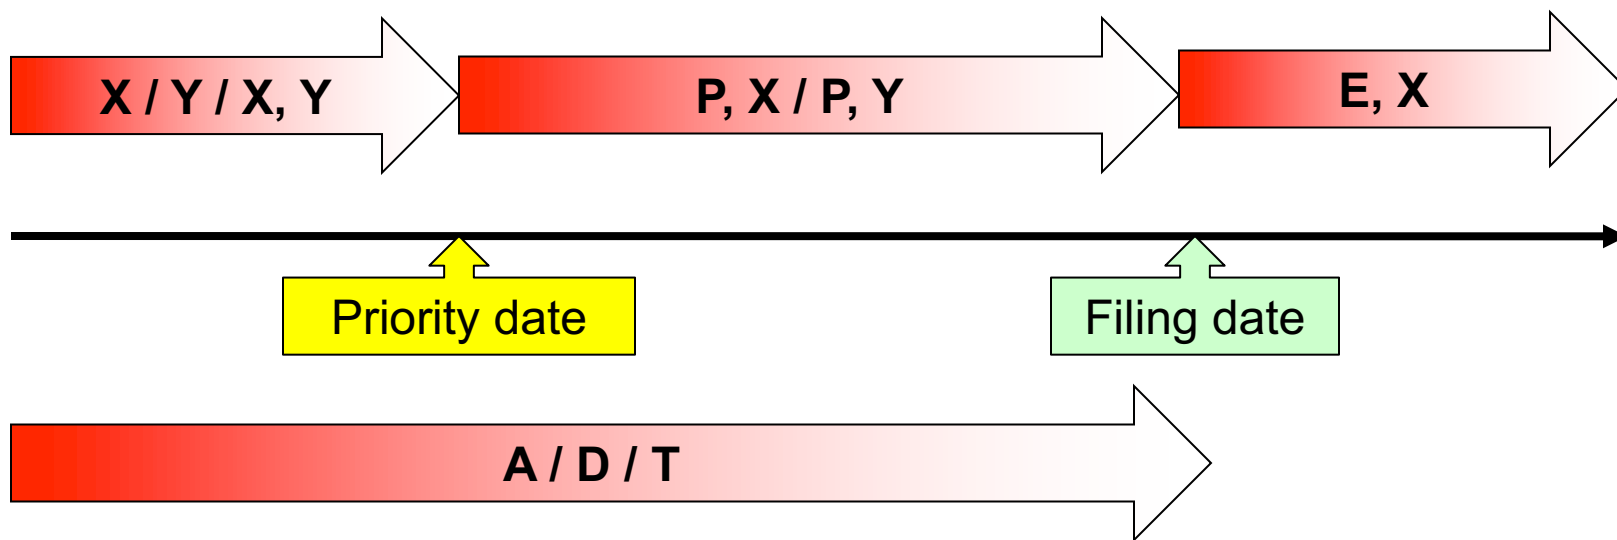 X / Y / X, Y
P, X / P, Y
E, X
Priority date
Filing date
A / D / T